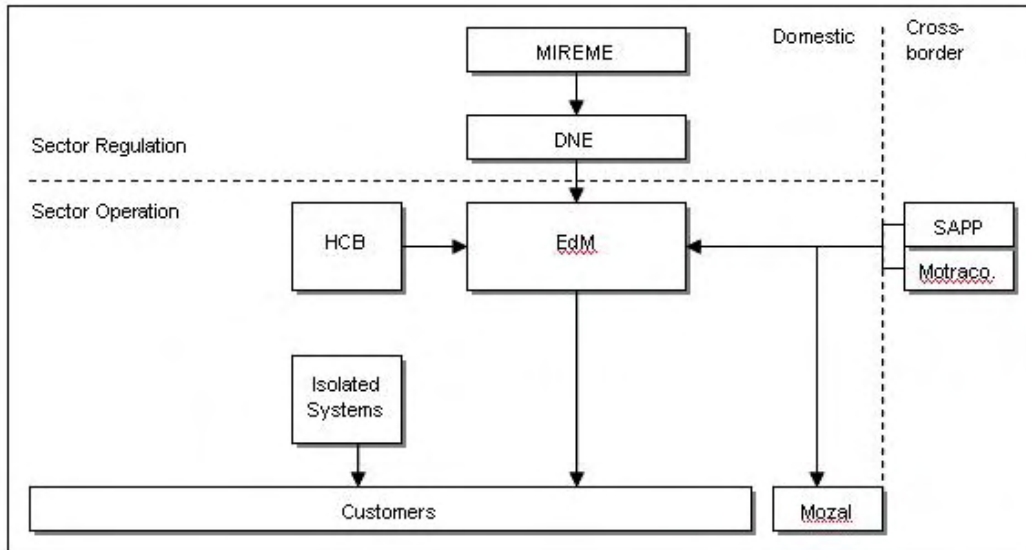 MIREME
Domestic
Cross-
border
DNE
Sector Regulation
Sector Operation
HCB
EdM
SAPP
Motraco.
Isolated
Systems
Customers
Mozal